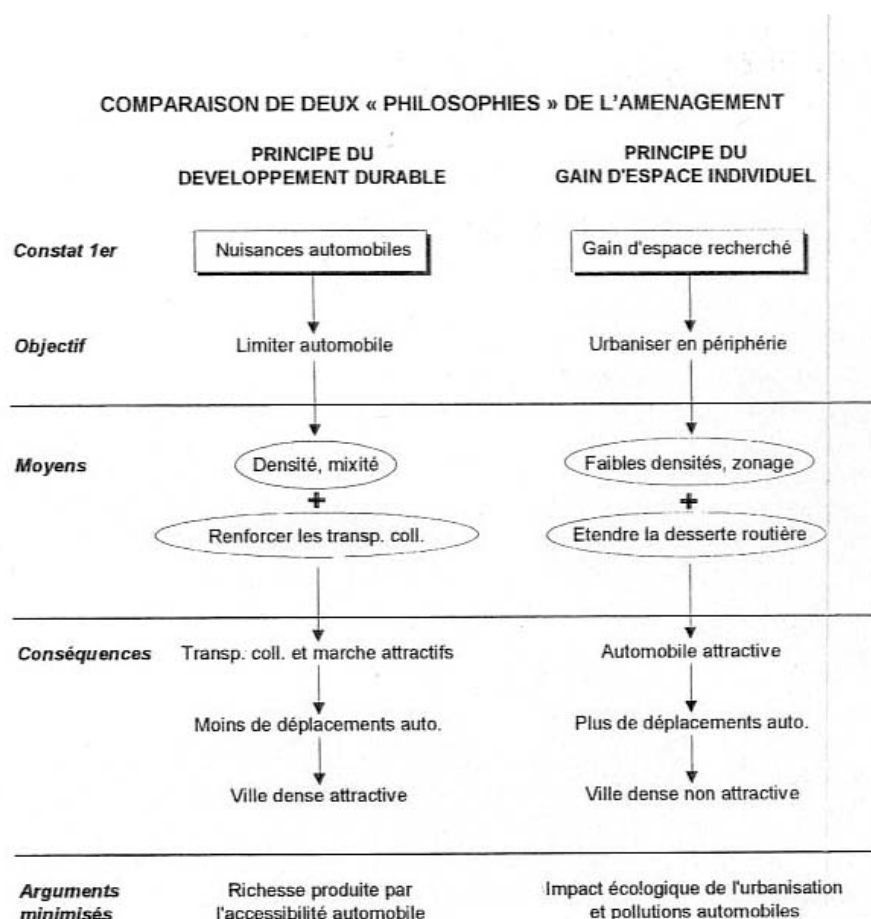 COMPARAISON DE DEUX « PHILOSOPHIES » DE L'AMENAGEMENT
PRINCIPE DU
DEVELOPPEMENT DURABLE
PRINCIPE DU
GAIN D'ESPACE INDIVIDUEL
Constat 1er
Nuisances automobiles
Gain d'espace recherché
Objectif
Limiter automobile
Urbaniser en périphérie
Moyens
Densité, mixité
Faibles densités, zonage
+
+
Renforcer les transp. coll.
Etendre la desserte routière
Conséquences
Transp. coll. et marche attractifs
Automobile attractive
Moins de déplacements auto.
Plus de déplacements auto.
Ville dense attractive
Ville dense non attractive
Arguments
minimisés
Richesse produite par
l'accessibilité automobile
Impact écologique de l'urbanisation
et pollutions automobiles